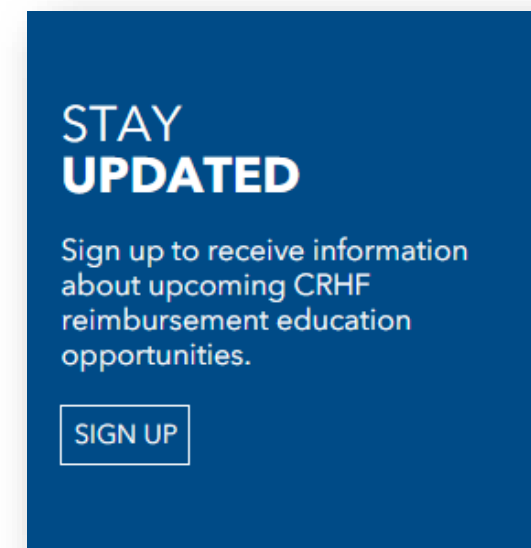 STAY
UPDATED
Sign up to receive information
about upcoming CRHF
reimbursement education
opportunities.
SIGN UP